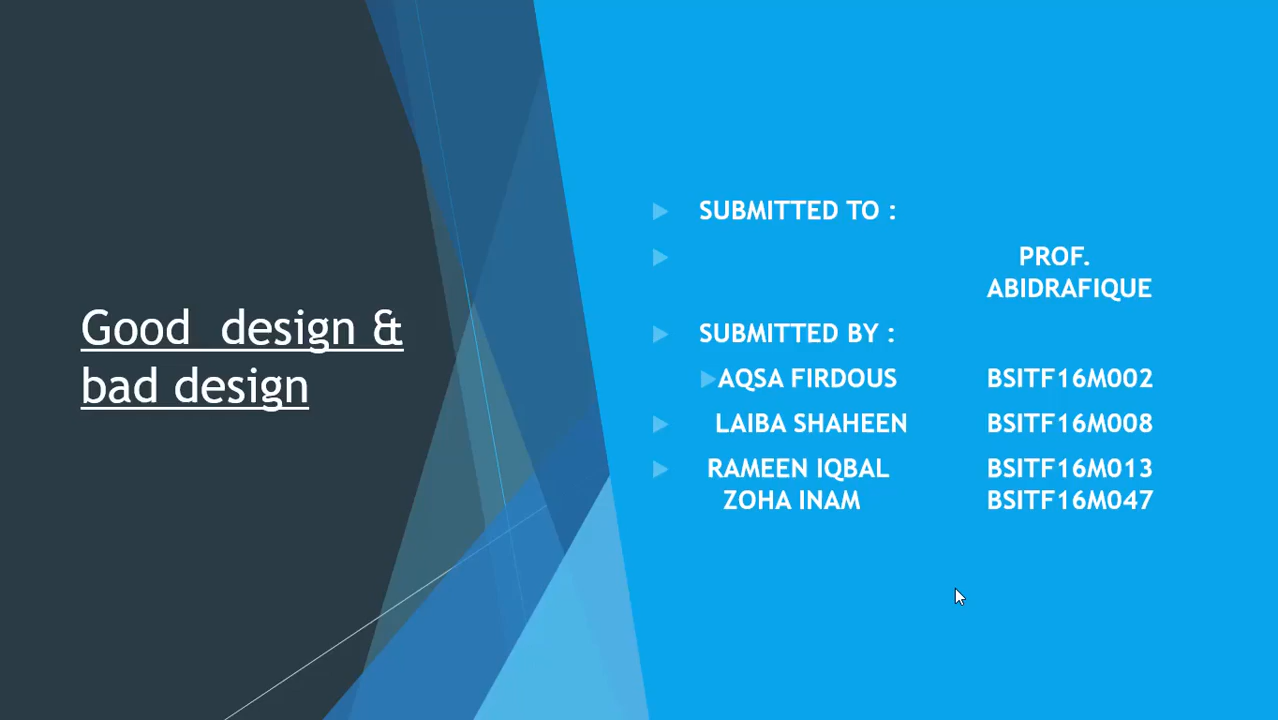 Good design &
bad design
SUBMITTED TO :
PROF.
ABIDRAFIQUE
SUBMITTED BY :
AQSA FIRDOUS BSITF16M002
LAIBA SHAHEEN BSITF16M008
RAMEEN IQBAL BSITF16M013
ZOHA INAM BSITF16M047